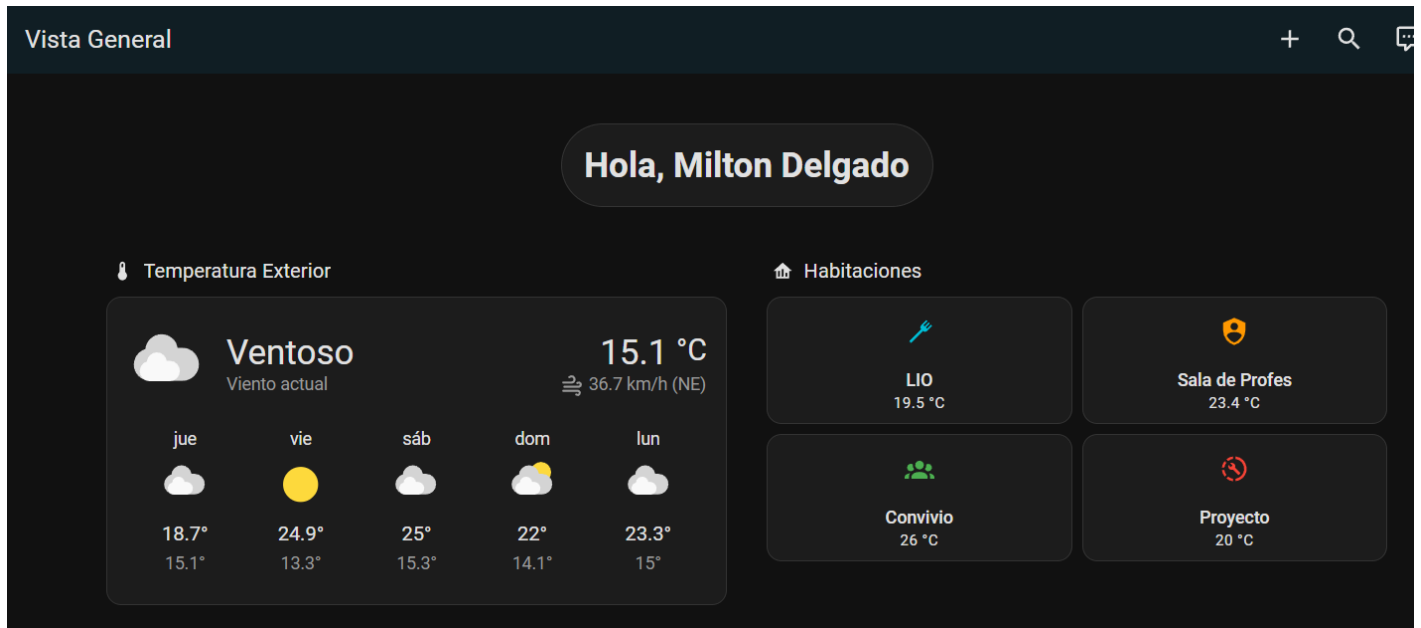 Vista General
Hola, Milton Delgado
Temperatura Exterior
Ventoso
15.1 °C
Viento actual
36.7 km/h (NE)
jue vie sáb dom lun
18.7° 24.9° 25° 22° 23.3°
15.1° 13.3° 15.3° 14.1° 15°
Habitaciones
LIO
19.5 °C
Sala de Profes
23.4 °C
Convivio
26 °C
Proyecto
20 °C